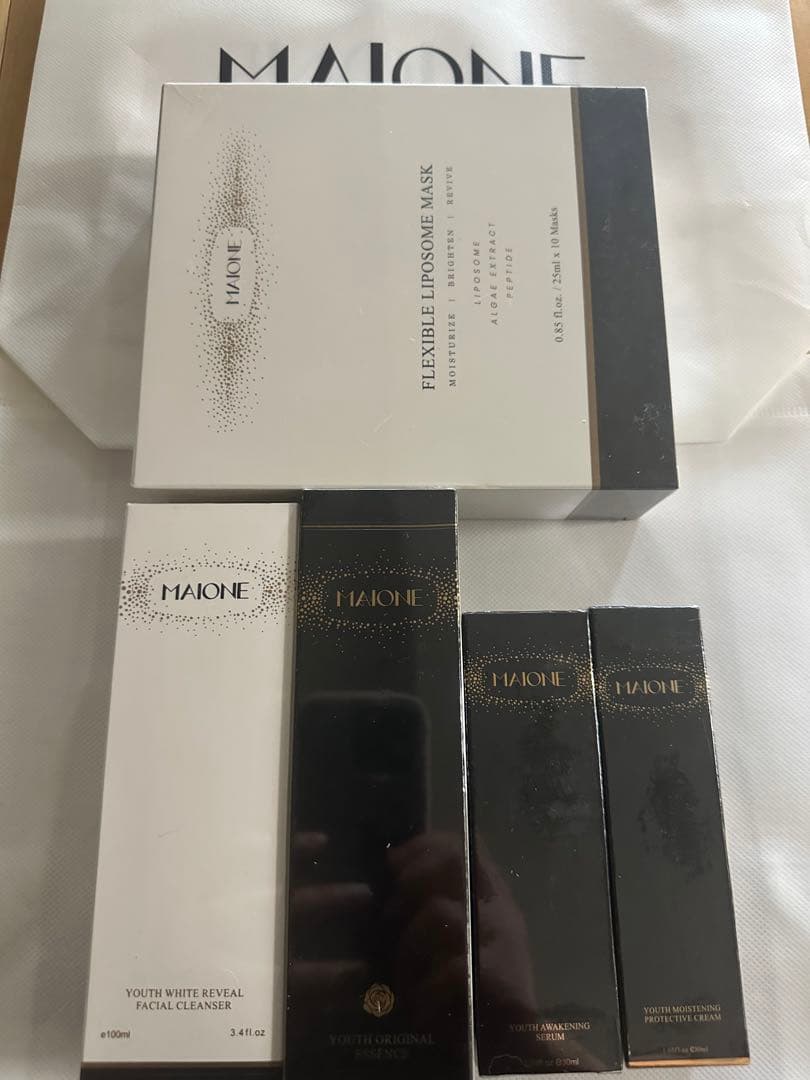 MAIONE
MAIONE
FLEXIBLE LIPOSOME MASK
MOISTURIZE | BRIGHTEN | REVIVE
LIPOSOME
ALGAE EXTRACT
PEPTIDE
0.85 fl.oz. / 25ml x 10 Masks
MAIONE
YOUTH WHITE REVEAL
FACIAL CLEANSER
e100ml 3.4fl.oz
MAIONE
YOUTH ORIGINAL
ESSENCE
MAIONE
YOUTH AWAKENING
SERUM
MAIONE
YOUTH MOISTENING
PROTECTIVE CREAM